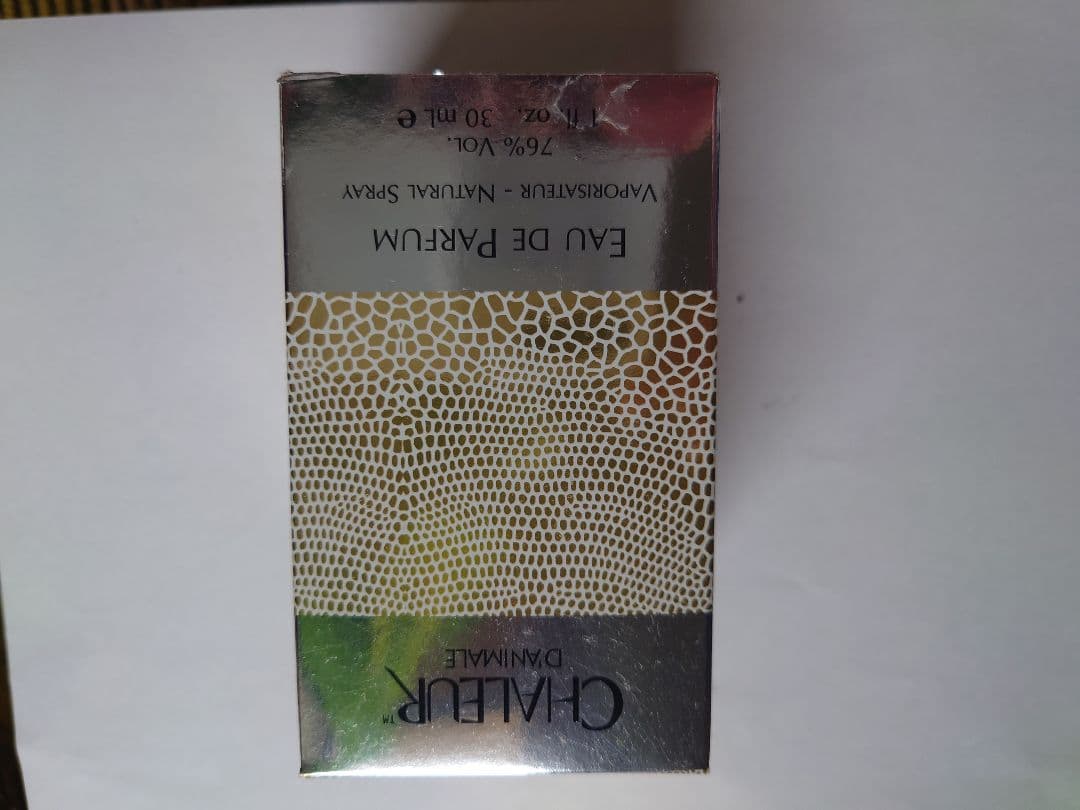 CHALEUR™
D'ANIMALE
EAU DE PARFUM
VAPORISATEUR - NATURAL SPRAY
76% VOL.
1 fl. oz. 30 mL e